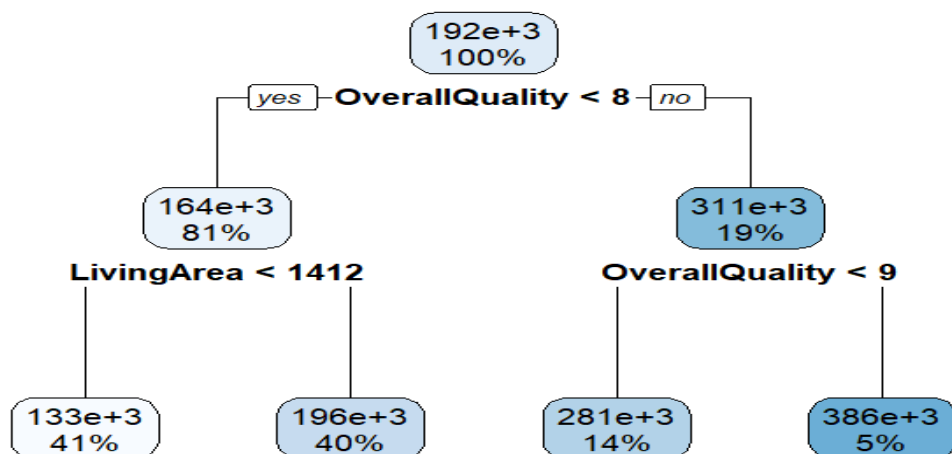 192e+3
100%
yes OverallQuality < 8 no
164e+3
81%
311e+3
19%
LivingArea < 1412
OverallQuality < 9
133e+3
41%
196e+3
40%
281e+3
14%
386e+3
5%